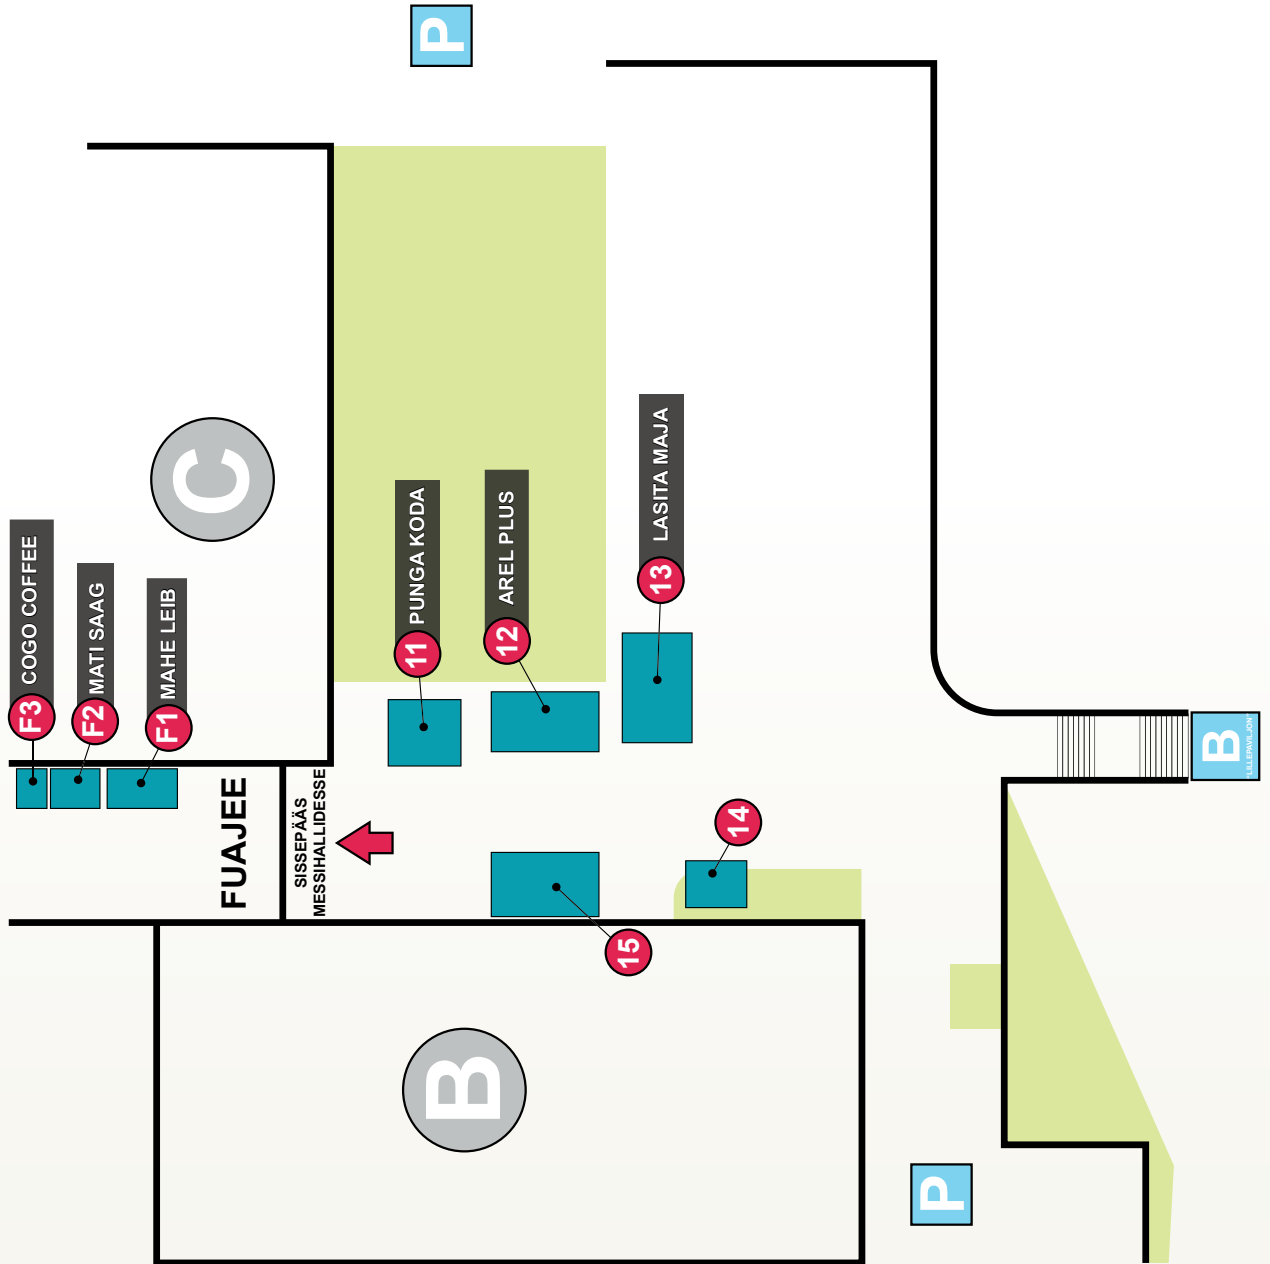 P
C
F3 COGO COFFEE
F2 MATI SAAG
F1 MAHE LEIB
11 PUNGA KODA
12 AREL PLUS
13 LASITA MAJA
FUAJEE
SISSEPÄÄS
MESSIHALLIDESSE
14
15
B
"LILLEPAVILJON"
B
P